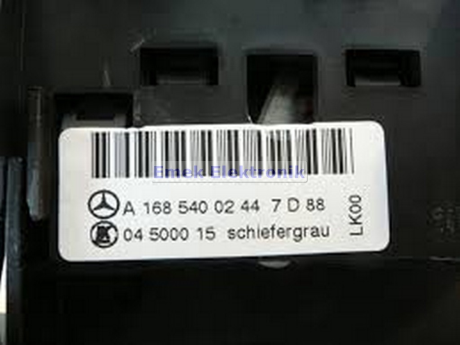 Emek Elektronik
A 168 540 02 44 7 D 88
04 5000 15 schiefergrau
LK00